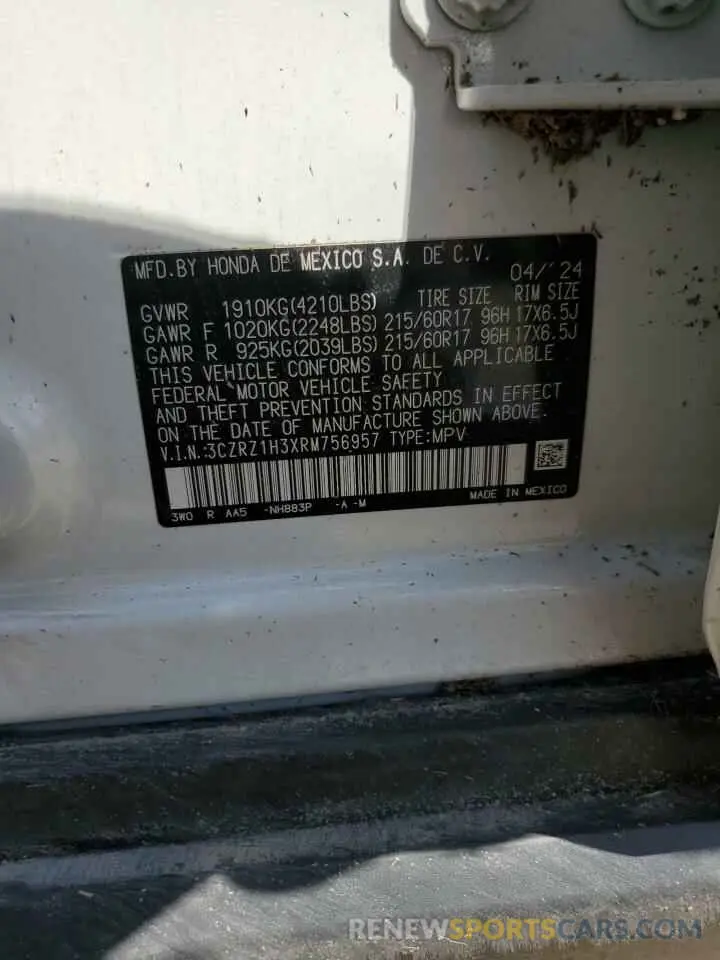 MFD.BY HONDA DE MEXICO S.A. DE C.V. 04/'24
GVWR 1910KG(4210LBS) TIRE SIZE RIM SIZE
GAWR F 1020KG(2248LBS) 215/60R17 96H 17X6.5J
GAWR R 925KG(2039LBS) 215/60R17 96H 17X6.5J
THIS VEHICLE CONFORMS TO ALL APPLICABLE
FEDERAL MOTOR VEHICLE SAFETY
AND THEFT PREVENTION STANDARDS IN EFFECT
ON THE DATE OF MANUFACTURE SHOWN ABOVE.
V.I.N.:3CZRZ1H3XRM756957 TYPE:MPV
3W0 R AA5 -NH883P -A -M MADE IN MEXICO
RENEWSPORTSCARS.COM